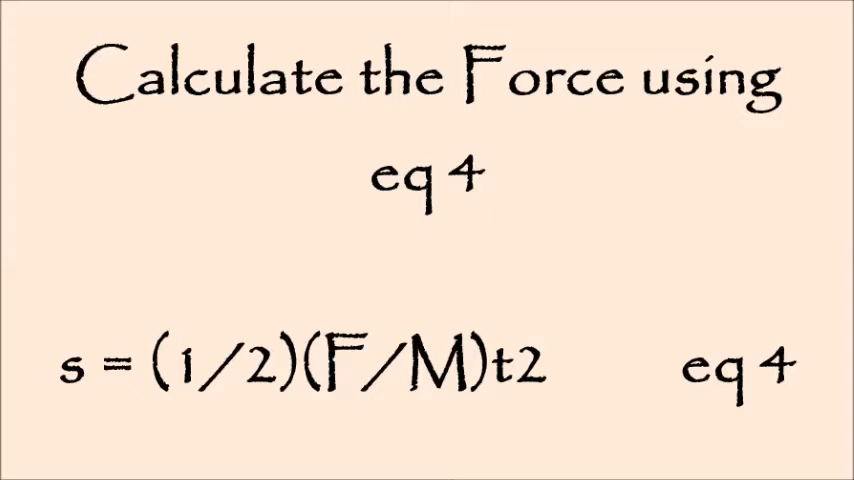 Calculate the Force using
eq 4
s = (1/2)(F/M)t2 eq 4